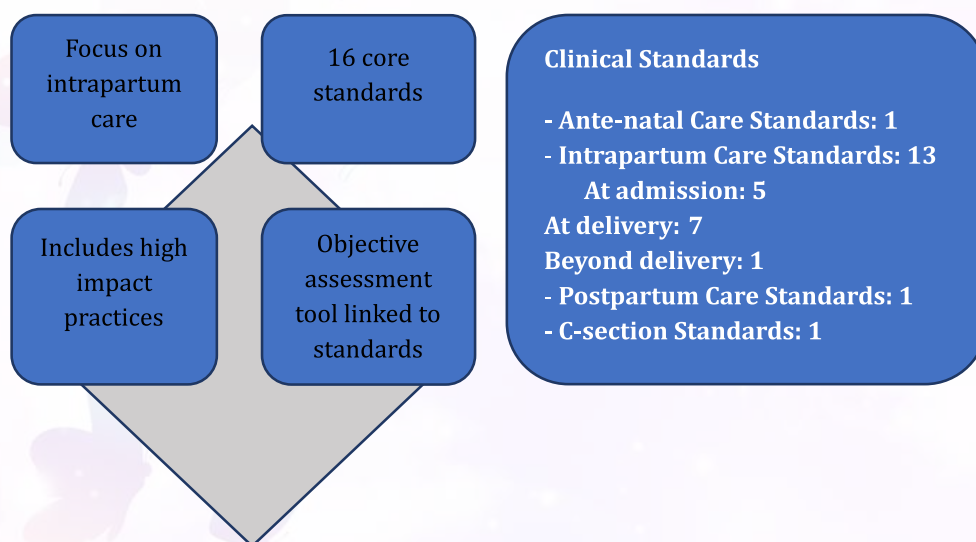 Focus on
intrapartum
care
16 core
standards
Includes high
impact
practices
Objective
assessment
tool linked to
standards
Clinical Standards
- Ante-natal Care Standards: 1
- Intrapartum Care Standards: 13
At admission: 5
At delivery: 7
Beyond delivery: 1
- Postpartum Care Standards: 1
- C-section Standards: 1